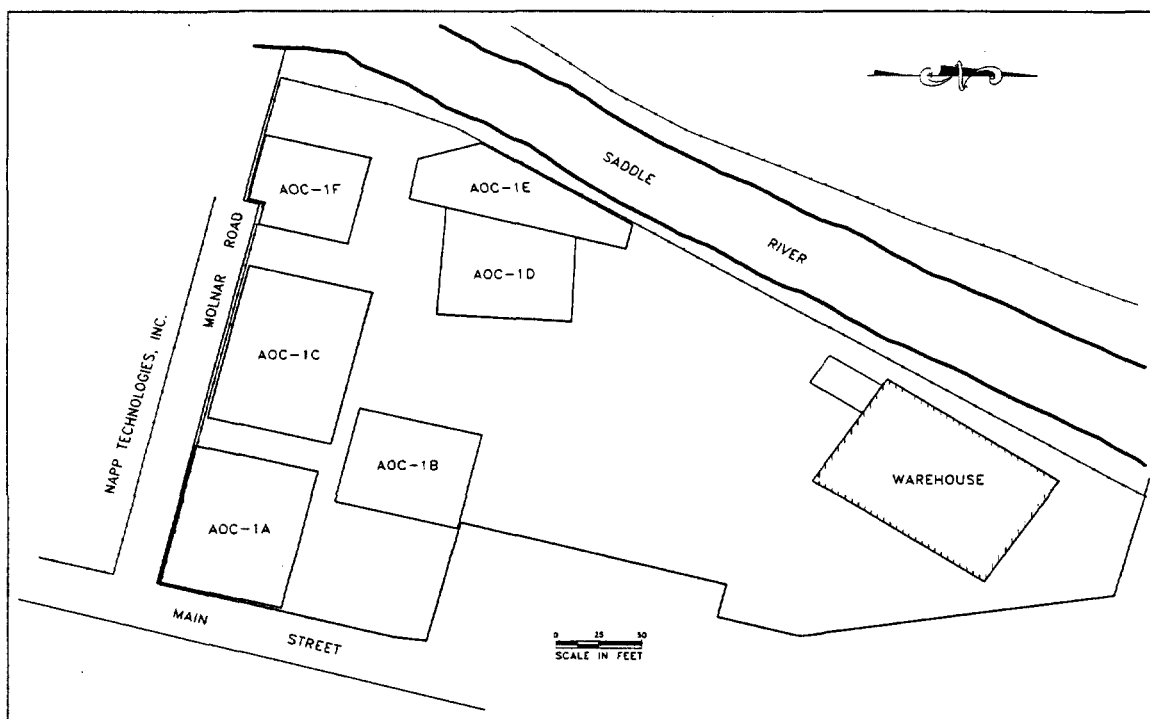 SADDLE
RIVER
AOC-1F
AOC-1E
AOC-1D
MOLNAR ROAD
NAPP TECHNOLOGIES, INC.
AOC-1C
AOC-1B
WAREHOUSE
AOC-1A
MAIN STREET
0 25 50
SCALE IN FEET